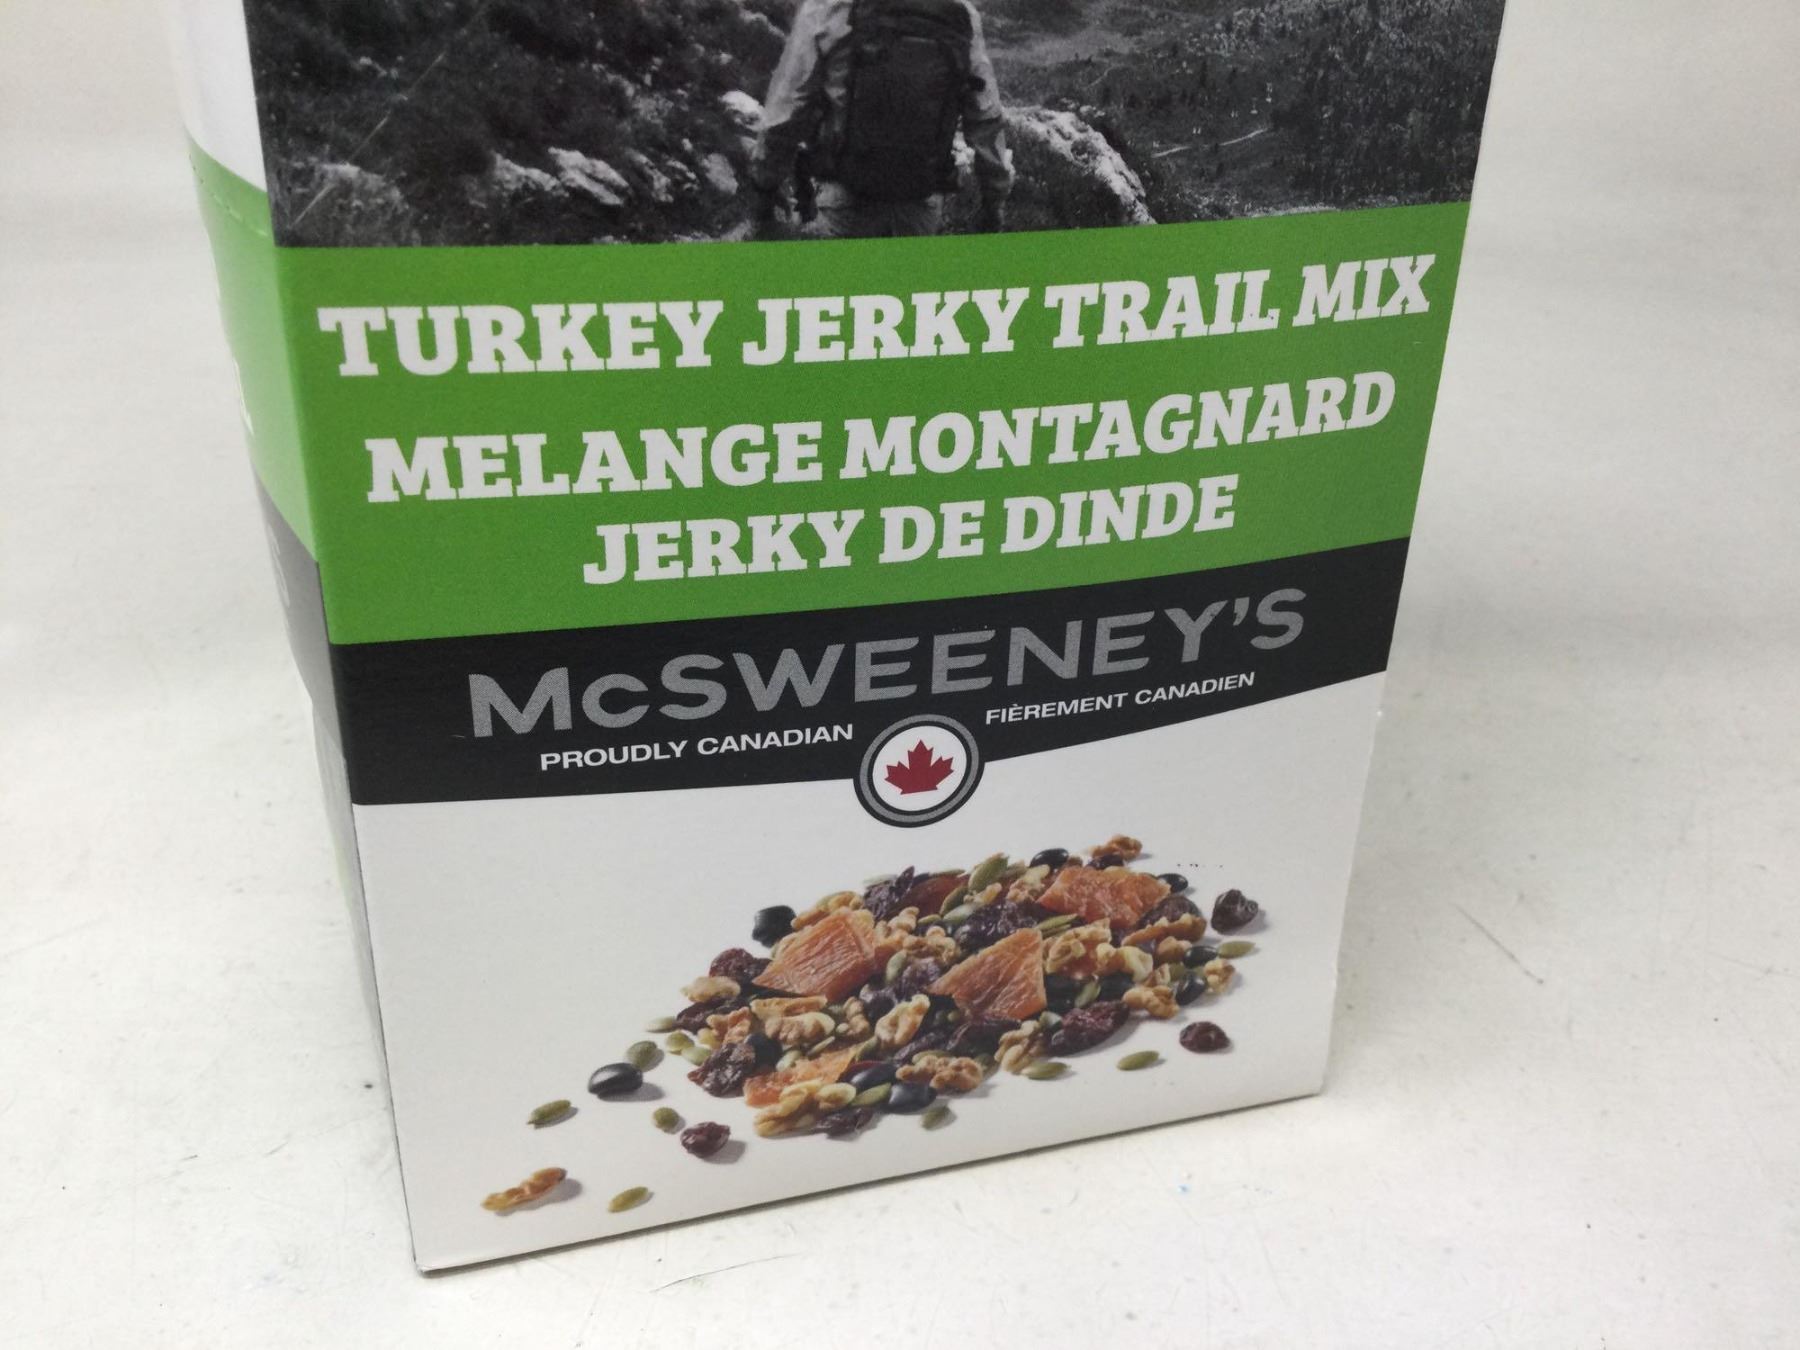 TURKEY JERKY TRAIL MIX
MELANGE MONTAGNARD
JERKY DE DINDE
McSWEENEY'S
PROUDLY CANADIAN
FIÈREMENT CANADIEN